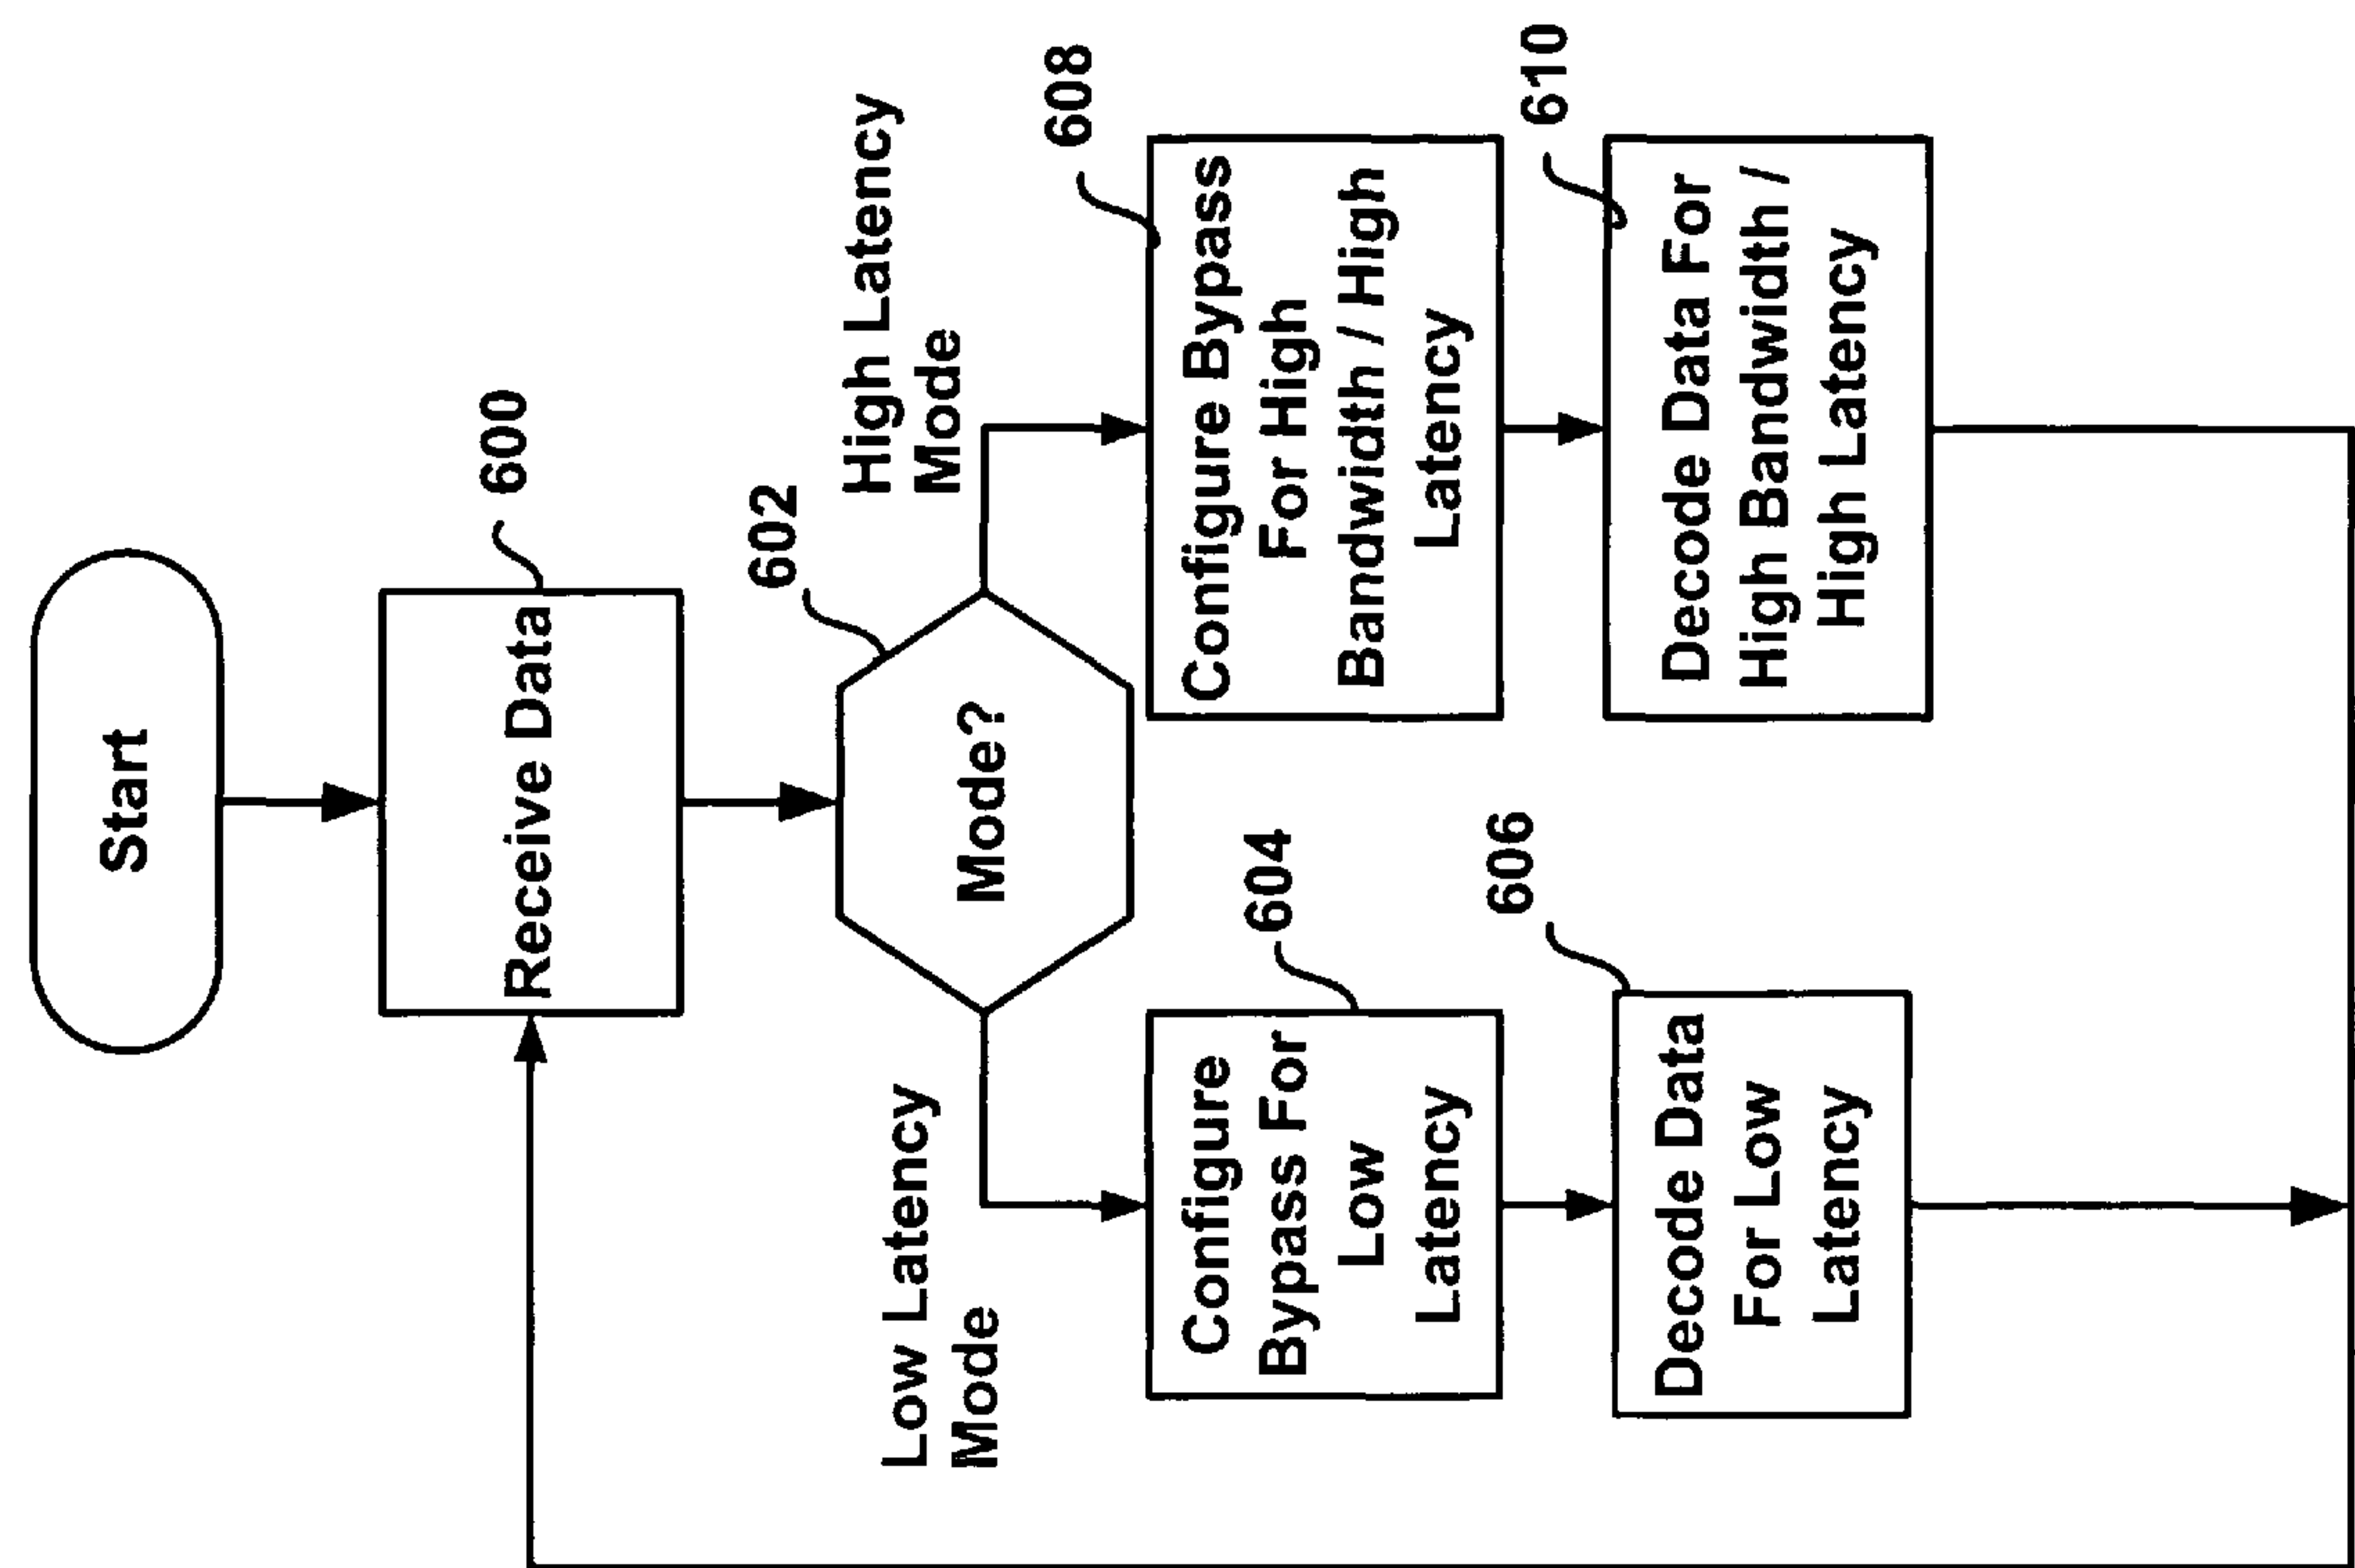 Start
600
Receive Data
602
Mode?
Low Latency
Mode
High Latency
Mode
604
Configure
Bypass For
Low
Latency
608
Configure Bypass
For High
Bandwidth / High
Latency
606
Decode Data
For Low
Latency
610
Decode Data For
High Bandwidth /
High Latency